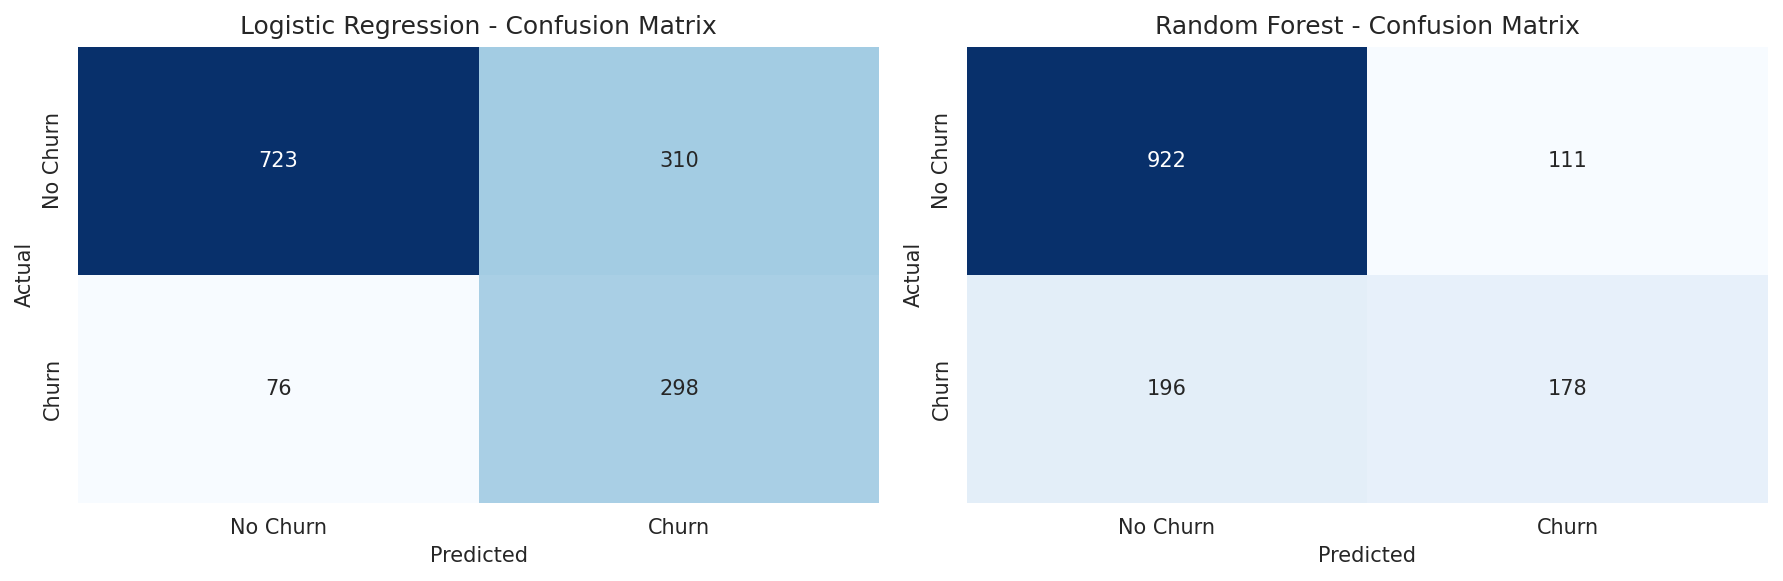 Logistic Regression - Confusion Matrix
No Churn
Churn
Actual
723
310
76
298
No Churn
Churn
Predicted
Random Forest - Confusion Matrix
No Churn
Churn
Actual
922
111
196
178
No Churn
Churn
Predicted